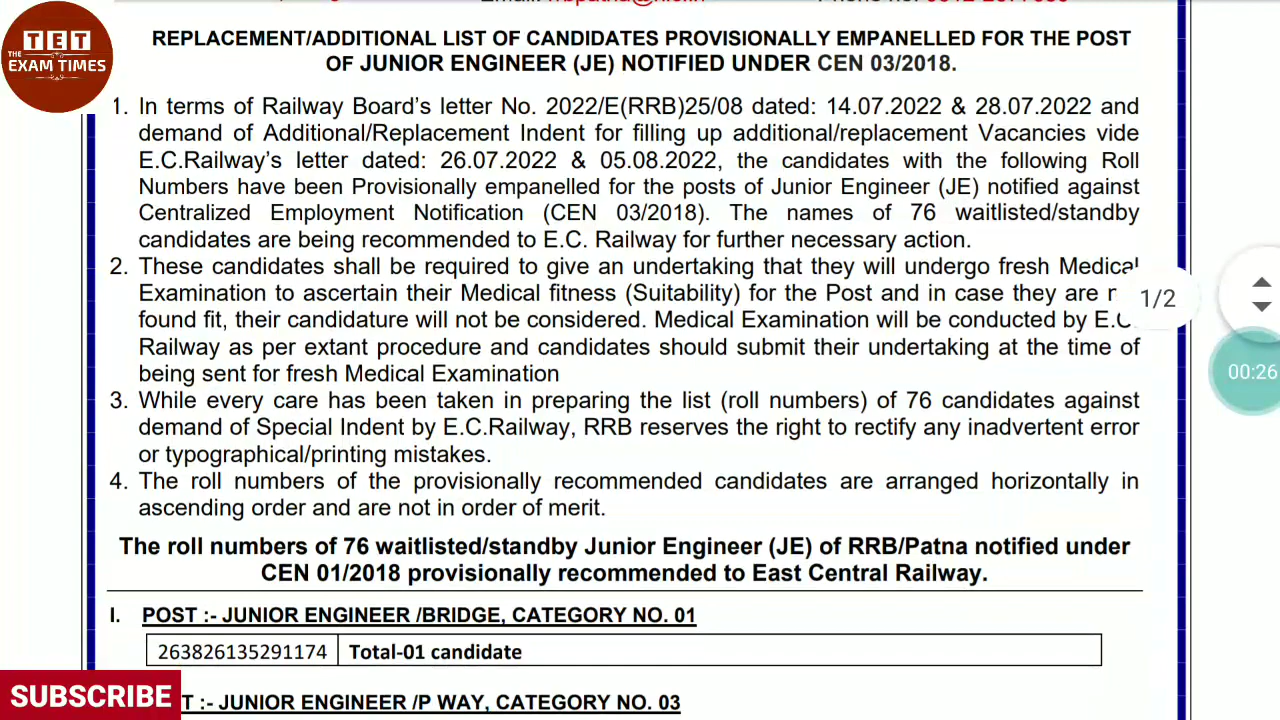 TET
THE
EXAM TIMES
REPLACEMENT/ADDITIONAL LIST OF CANDIDATES PROVISIONALLY EMPANELLED FOR THE POST
OF JUNIOR ENGINEER (JE) NOTIFIED UNDER CEN 03/2018.
1. In terms of Railway Board's letter No. 2022/E(RRB)25/08 dated: 14.07.2022 & 28.07.2022 and
demand of Additional/Replacement Indent for filling up additional/replacement Vacancies vide
E.C.Railway's letter dated: 26.07.2022 & 05.08.2022, the candidates with the following Roll
Numbers have been Provisionally empanelled for the posts of Junior Engineer (JE) notified against
Centralized Employment Notification (CEN 03/2018). The names of 76 waitlisted/standby
candidates are being recommended to E.C. Railway for further necessary action.
2. These candidates shall be required to give an undertaking that they will undergo fresh Medical
Examination to ascertain their Medical fitness (Suitability) for the Post and in case they are
found fit, their candidature will not be considered. Medical Examination will be conducted by E.C.
Railway as per extant procedure and candidates should submit their undertaking at the time of
being sent for fresh Medical Examination
3. While every care has been taken in preparing the list (roll numbers) of 76 candidates against
demand of Special Indent by E.C.Railway, RRB reserves the right to rectify any inadvertent error
or typographical/printing mistakes.
4. The roll numbers of the provisionally recommended candidates are arranged horizontally in
ascending order and are not in order of merit.
The roll numbers of 76 waitlisted/standby Junior Engineer (JE) of RRB/Patna notified under
CEN 01/2018 provisionally recommended to East Central Railway.
I. POST :- JUNIOR ENGINEER /BRIDGE, CATEGORY NO. 01
263826135291174 Total-01 candidate
:- JUNIOR ENGINEER /P WAY, CATEGORY NO. 03
1/2
00:26
SUBSCRIBE